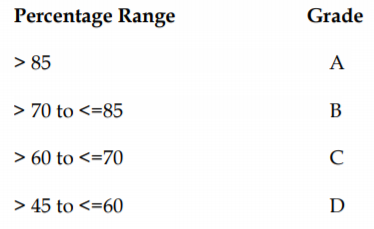 Percentage Range Grade
> 85 A
> 70 to <=85 B
> 60 to <=70 C
> 45 to <=60 D